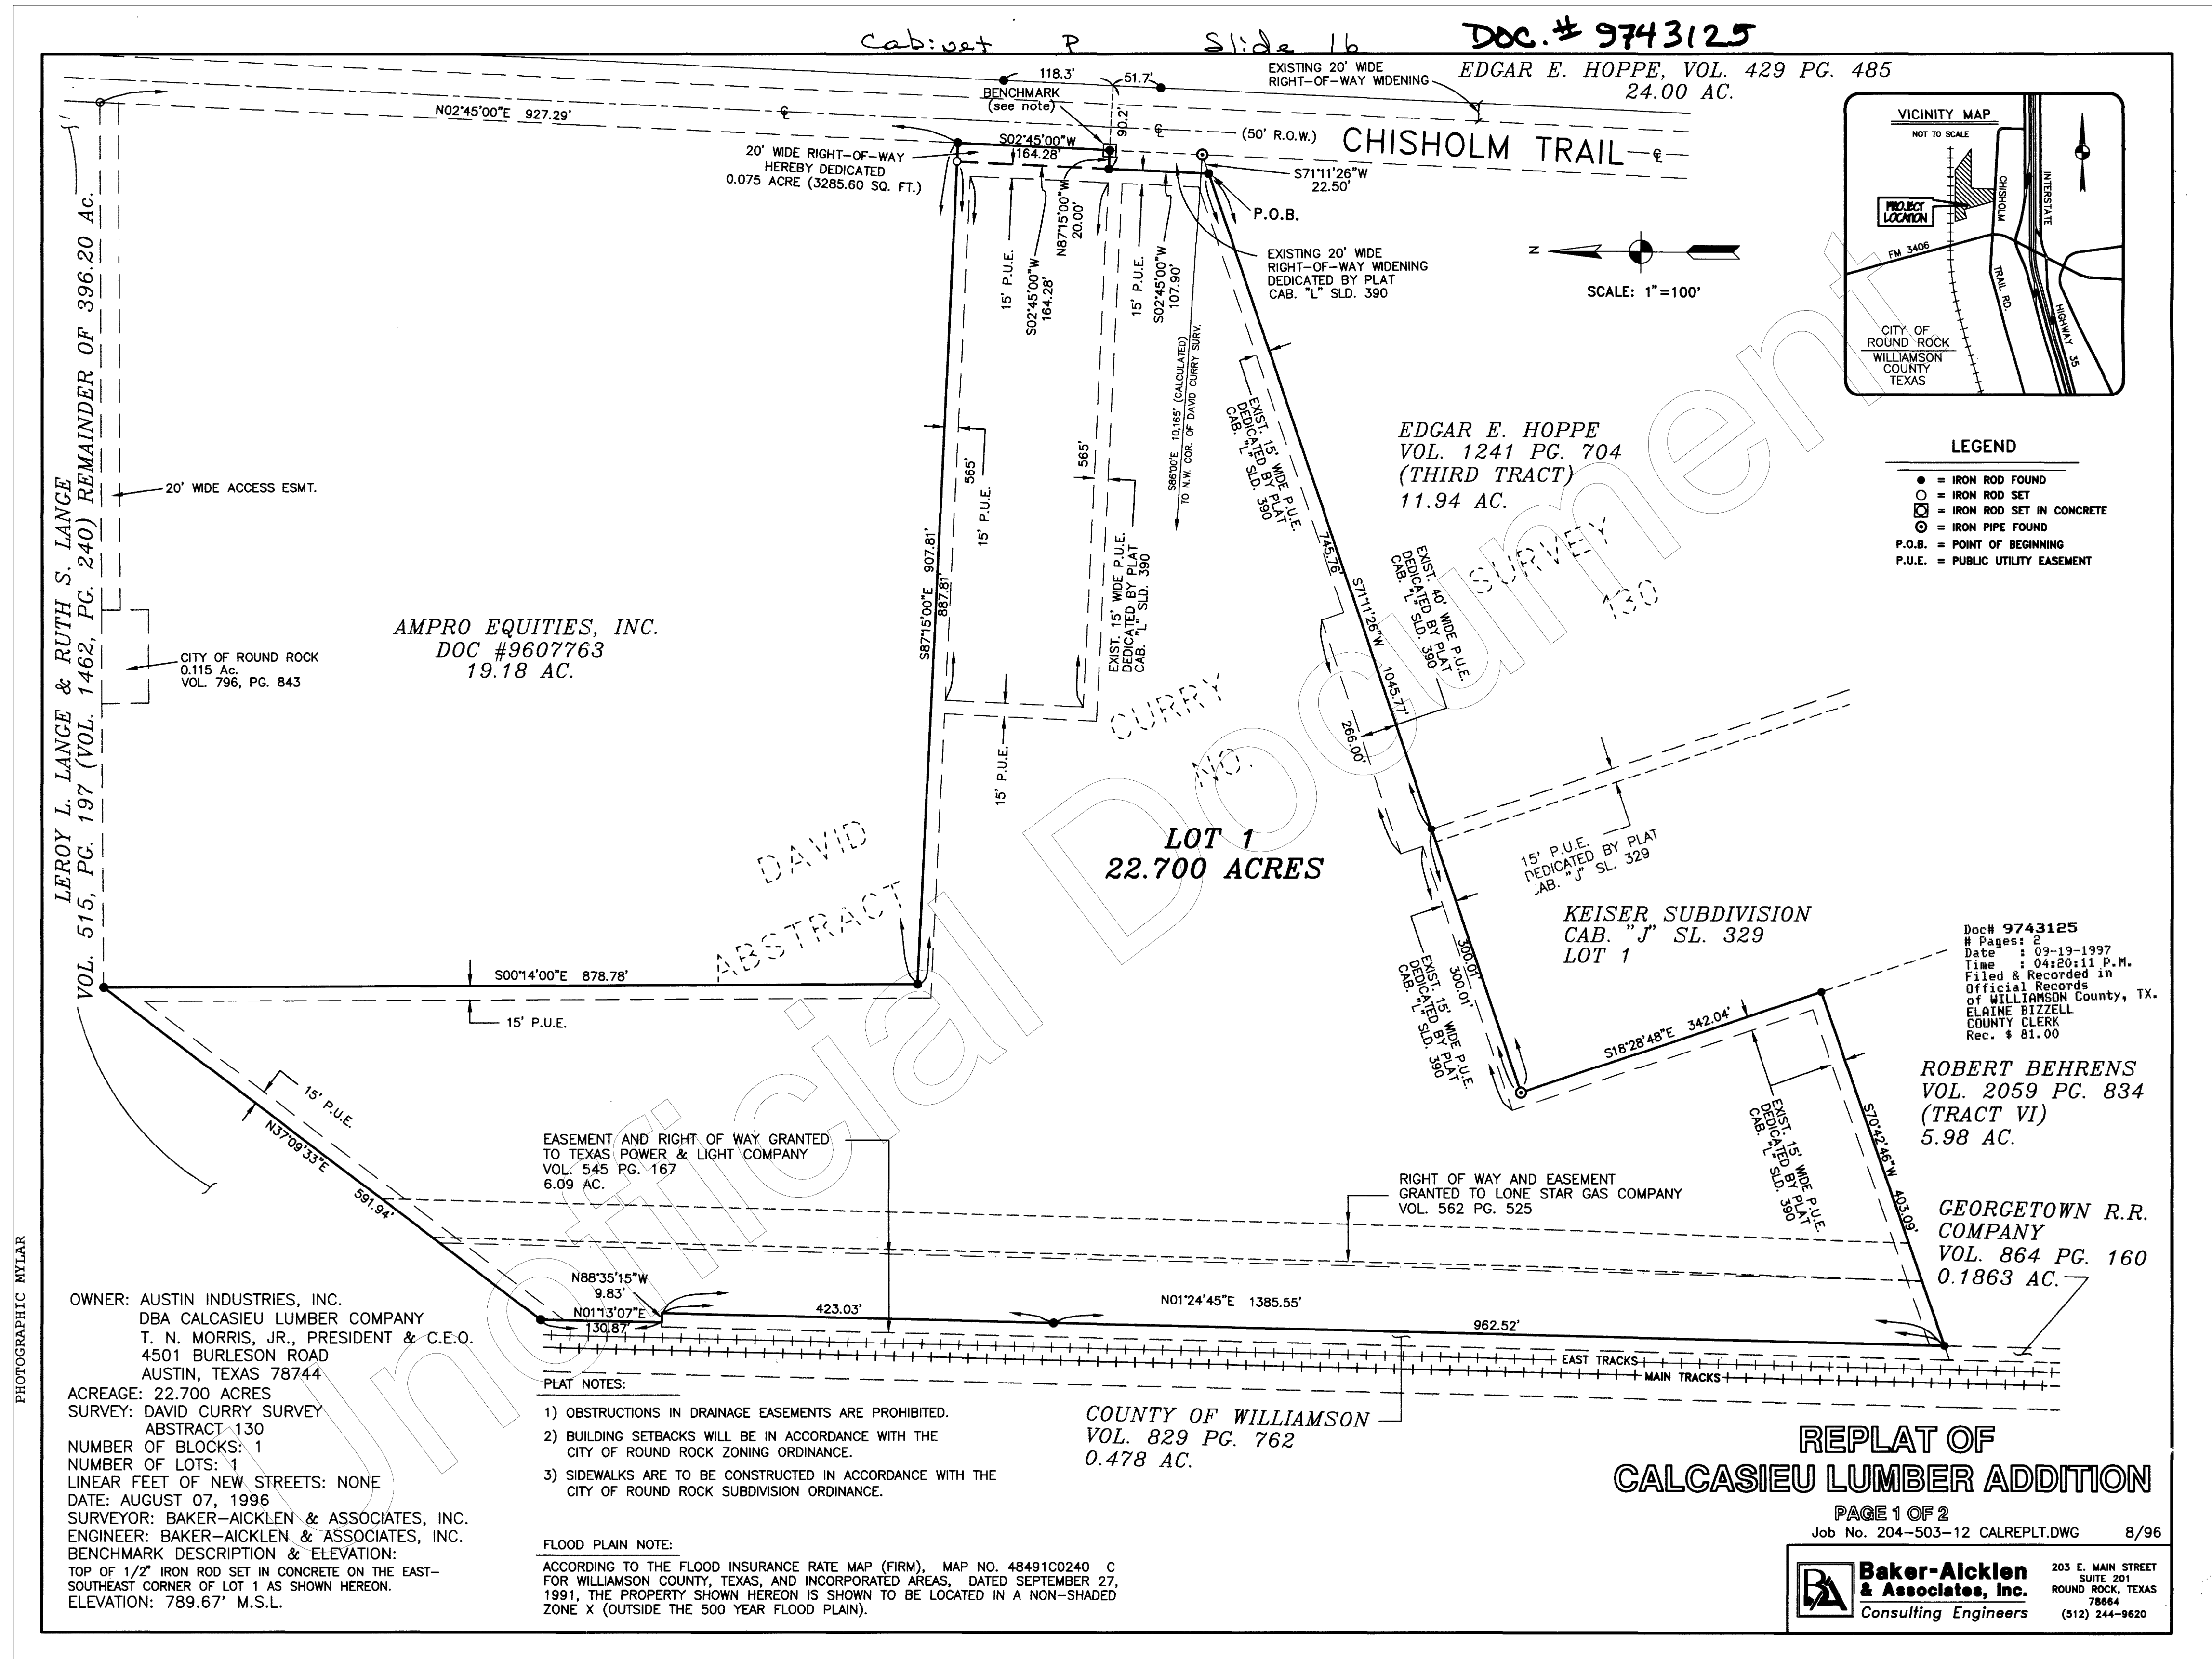 Cabinet P Slide 16
DOC.# 9743125
EDGAR E. HOPPE, VOL. 429 PG. 485
24.00 AC.
EXISTING 20' WIDE
RIGHT-OF-WAY WIDENING
118.3'
51.7'
BENCHMARK
(see note)
90.2'
N02°45'00"E 927.29'
S02°45'00"W
164.28'
(50' R.O.W.)
CHISHOLM TRAIL
20' WIDE RIGHT-OF-WAY
HEREBY DEDICATED
0.075 ACRE (3285.60 SQ. FT.)
S71°11'26"W
22.50'
P.O.B.
N87°15'00"W
20.00'
15' P.U.E.
S02°45'00"W
164.28'
15' P.U.E.
S02°45'00"W
107.90'
EXISTING 20' WIDE
RIGHT-OF-WAY WIDENING
DEDICATED BY PLAT
CAB. "L" SLD. 390
N
SCALE: 1"=100'
VICINITY MAP
NOT TO SCALE
PROJECT
LOCATION
CHISHOLM
TRAIL RD.
INTERSTATE
HIGHWAY 35
FM 3406
CITY OF
ROUND ROCK
WILLIAMSON
COUNTY
TEXAS
LEGEND
= IRON ROD FOUND
= IRON ROD SET
= IRON ROD SET IN CONCRETE
= IRON PIPE FOUND
P.O.B. = POINT OF BEGINNING
P.U.E. = PUBLIC UTILITY EASEMENT
LEROY L. LANGE & RUTH S. LANGE
VOL. 515, PG. 197 (VOL. 1462, PG. 240) REMAINDER OF 396.20 Ac.
20' WIDE ACCESS ESMT.
CITY OF ROUND ROCK
0.115 Ac.
VOL. 796, PG. 843
AMPRO EQUITIES, INC.
DOC #9607763
19.18 AC.
S87°15'00"E 907.81'
887.81'
565'
15' P.U.E.
565'
EXIST. 15' WIDE P.U.E.
DEDICATED BY PLAT
CAB. "L" SLD. 390
15' P.U.E.
S86°00'E 10,165' (CALCULATED)
TO N.W. COR. OF DAVID CURRY SURV.
EXIST. 15' WIDE P.U.E.
DEDICATED BY PLAT
CAB. "L" SLD. 390
745.76'
S71°11'26"W 1045.77'
EXIST. 40' WIDE P.U.E.
DEDICATED BY PLAT
CAB. "L" SLD. 390
266.00'
EDGAR E. HOPPE
VOL. 1241 PG. 704
(THIRD TRACT)
11.94 AC.
DAVID CURRY SURVEY
ABSTRACT NO. 130
LOT 1
22.700 ACRES
15' P.U.E.
DEDICATED BY PLAT
CAB. "J" SL. 329
KEISER SUBDIVISION
CAB. "J" SL. 329
LOT 1
300.01'
300.01'
EXIST. 15' WIDE P.U.E.
DEDICATED BY PLAT
CAB. "L" SLD. 390
S18°28'48"E 342.04'
Doc# 9743125
# Pages: 2
Date : 09-19-1997
Time : 04:20:11 P.M.
Filed & Recorded in
Official Records
of WILLIAMSON County, TX.
ELAINE BIZZELL
COUNTY CLERK
Rec. $ 81.00
ROBERT BEHRENS
VOL. 2059 PG. 834
(TRACT VI)
5.98 AC.
S70°42'46"W 403.09'
EXIST. 15' WIDE P.U.E.
DEDICATED BY PLAT
CAB. "L" SLD. 390
GEORGETOWN R.R.
COMPANY
VOL. 864 PG. 160
0.1863 AC.
S00°14'00"E 878.78'
15' P.U.E.
15' P.U.E.
N37°09'33"E
591.94'
EASEMENT AND RIGHT OF WAY GRANTED
TO TEXAS POWER & LIGHT COMPANY
VOL. 545 PG. 167
6.09 AC.
RIGHT OF WAY AND EASEMENT
GRANTED TO LONE STAR GAS COMPANY
VOL. 562 PG. 525
N88°35'15"W
9.83'
N01°13'07"E
130.87'
423.03'
N01°24'45"E 1385.55'
962.52'
EAST TRACKS
MAIN TRACKS
COUNTY OF WILLIAMSON
VOL. 829 PG. 762
0.478 AC.
PHOTOGRAPHIC MYLAR
OWNER: AUSTIN INDUSTRIES, INC.
DBA CALCASIEU LUMBER COMPANY
T. N. MORRIS, JR., PRESIDENT & C.E.O.
4501 BURLESON ROAD
AUSTIN, TEXAS 78744
ACREAGE: 22.700 ACRES
SURVEY: DAVID CURRY SURVEY
ABSTRACT 130
NUMBER OF BLOCKS: 1
NUMBER OF LOTS: 1
LINEAR FEET OF NEW STREETS: NONE
DATE: AUGUST 07, 1996
SURVEYOR: BAKER-AICKLEN & ASSOCIATES, INC.
ENGINEER: BAKER-AICKLEN & ASSOCIATES, INC.
BENCHMARK DESCRIPTION & ELEVATION:
TOP OF 1/2" IRON ROD SET IN CONCRETE ON THE EAST-
SOUTHEAST CORNER OF LOT 1 AS SHOWN HEREON.
ELEVATION: 789.67' M.S.L.
PLAT NOTES:
1) OBSTRUCTIONS IN DRAINAGE EASEMENTS ARE PROHIBITED.
2) BUILDING SETBACKS WILL BE IN ACCORDANCE WITH THE
CITY OF ROUND ROCK ZONING ORDINANCE.
3) SIDEWALKS ARE TO BE CONSTRUCTED IN ACCORDANCE WITH THE
CITY OF ROUND ROCK SUBDIVISION ORDINANCE.
FLOOD PLAIN NOTE:
ACCORDING TO THE FLOOD INSURANCE RATE MAP (FIRM), MAP NO. 48491C0240 C
FOR WILLIAMSON COUNTY, TEXAS, AND INCORPORATED AREAS, DATED SEPTEMBER 27,
1991, THE PROPERTY SHOWN HEREON IS SHOWN TO BE LOCATED IN A NON-SHADED
ZONE X (OUTSIDE THE 500 YEAR FLOOD PLAIN).
REPLAT OF
CALCASIEU LUMBER ADDITION
PAGE 1 OF 2
Job No. 204-503-12 CALREPLT.DWG 8/96
BA
Baker-Aicklen
& Associates, Inc.
Consulting Engineers
203 E. MAIN STREET
SUITE 201
ROUND ROCK, TEXAS
78664
(512) 244-9620
Unofficial Document